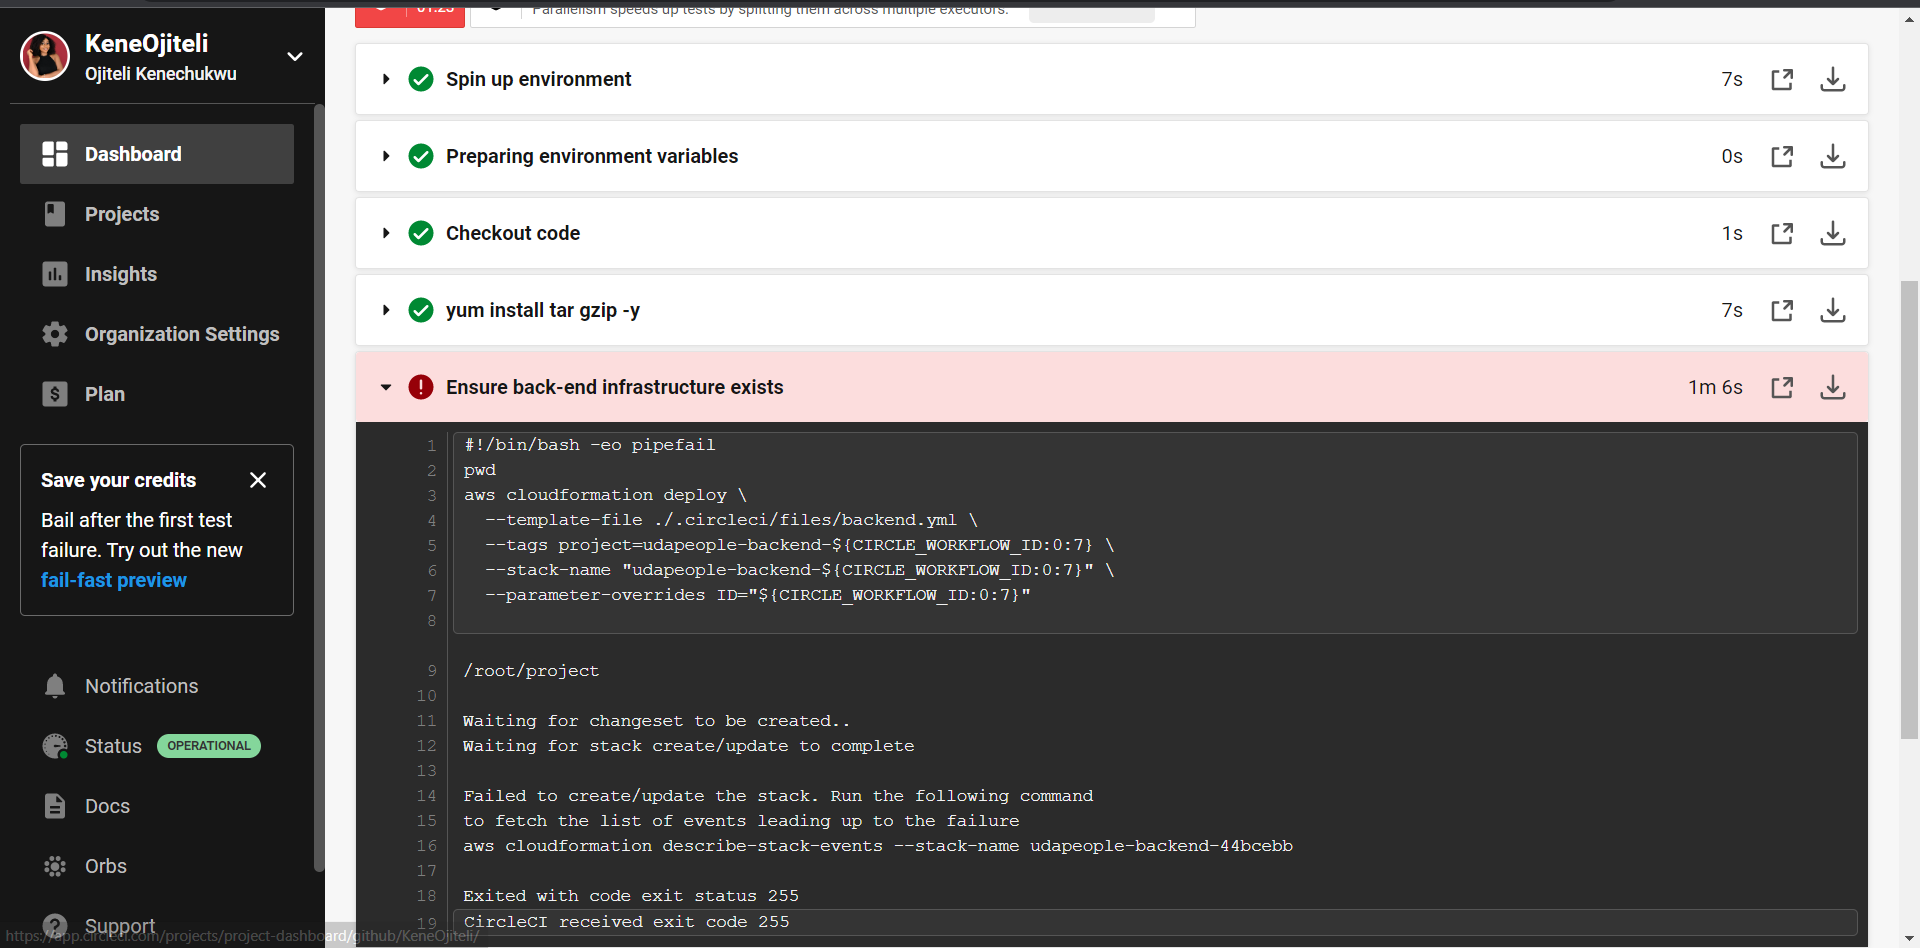 01:23
Parallelism speeds up tests by splitting them across multiple executors.
KeneOjiteli
Ojiteli Kenechukwu
Dashboard
Projects
Insights
Organization Settings
Plan
Save your credits
Bail after the first test
failure. Try out the new
fail-fast preview
Notifications
Status OPERATIONAL
Docs
Orbs
Support
https://app.circleci.com/projects/project-dashboard/github/KeneOjiteli/
Spin up environment 7s
Preparing environment variables 0s
Checkout code 1s
yum install tar gzip -y 7s
Ensure back-end infrastructure exists 1m 6s
1 #!/bin/bash -eo pipefail
2 pwd
3 aws cloudformation deploy \
4 --template-file ./.circleci/files/backend.yml \
5 --tags project=udapeople-backend-${CIRCLE_WORKFLOW_ID:0:7} \
6 --stack-name "udapeople-backend-${CIRCLE_WORKFLOW_ID:0:7}" \
7 --parameter-overrides ID="${CIRCLE_WORKFLOW_ID:0:7}"
8
9 /root/project
10
11 Waiting for changeset to be created..
12 Waiting for stack create/update to complete
13
14 Failed to create/update the stack. Run the following command
15 to fetch the list of events leading up to the failure
16 aws cloudformation describe-stack-events --stack-name udapeople-backend-44bcebb
17
18 Exited with code exit status 255
19 CircleCI received exit code 255